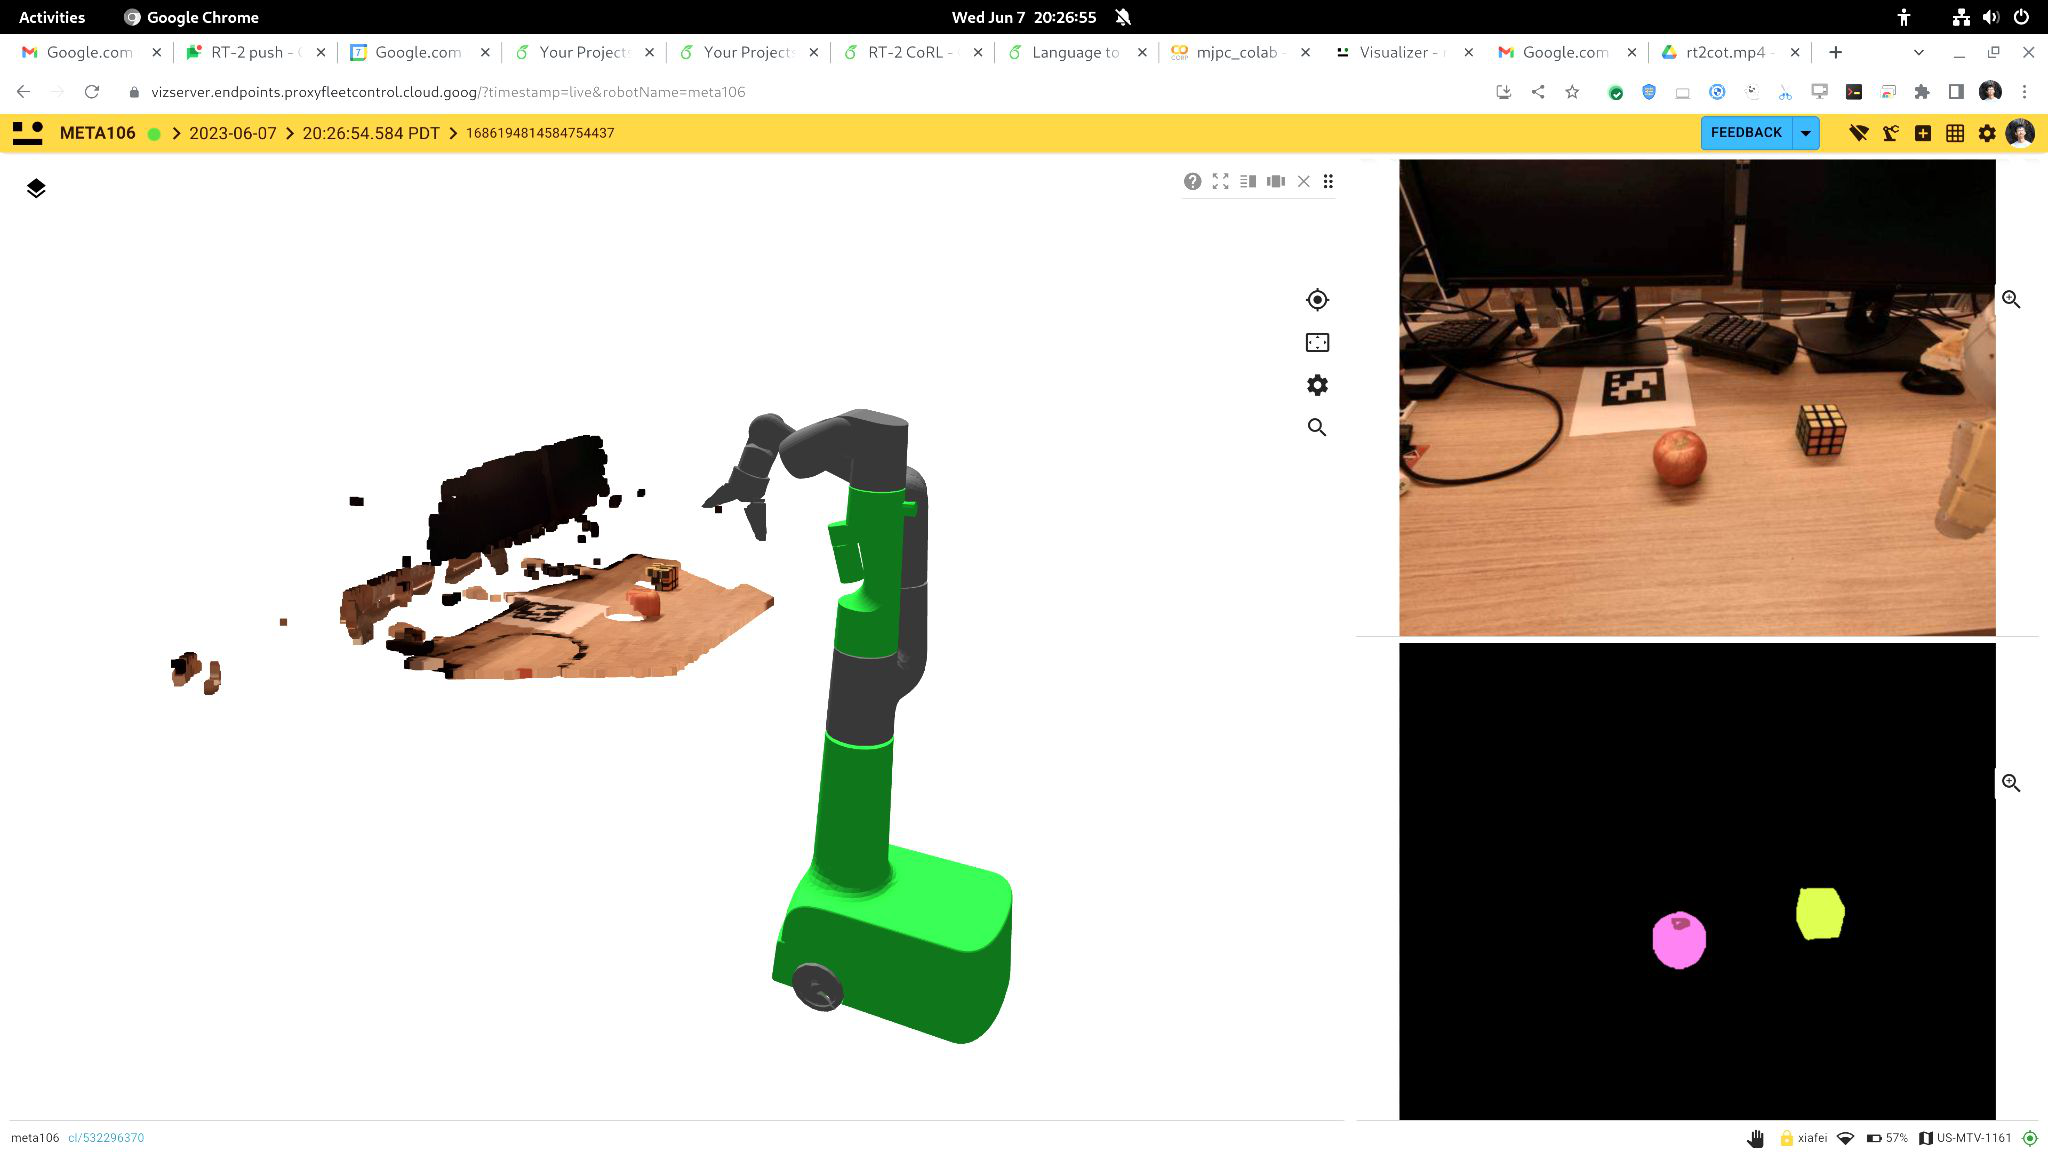 Activities Google Chrome Wed Jun 7 20:26:55
Google.com RT-2 push - Google.com Your Project Your Projects RT-2 CoRL - Language to mjpc_colab - Visualizer - Google.com rt2cot.mp4 -
vizserver.endpoints.proxyfleetcontrol.cloud.goog/?timestamp=live&robotName=meta106
META106 > 2023-06-07 > 20:26:54.584 PDT > 1686194814584754437 FEEDBACK
meta106 cl/532296370 xiafei 57% US-MTV-1161